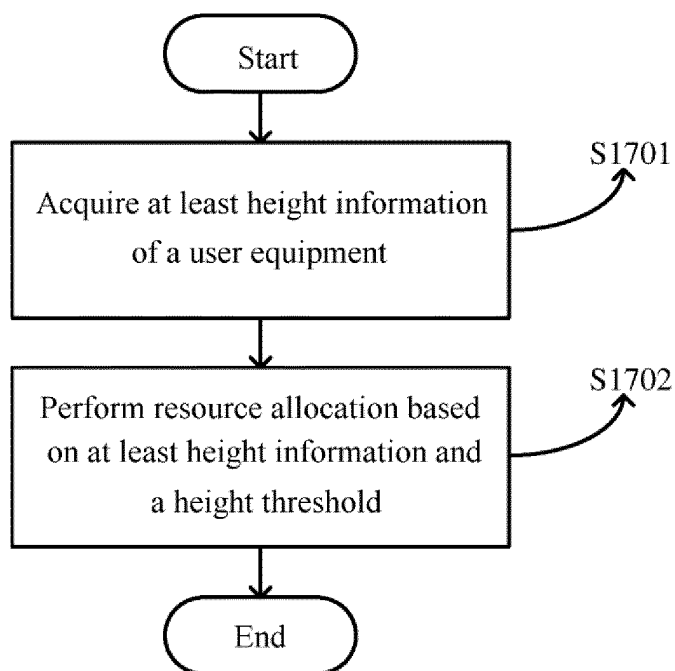 Start
S1701
Acquire at least height information
of a user equipment
S1702
Perform resource allocation based
on at least height information and
a height threshold
End